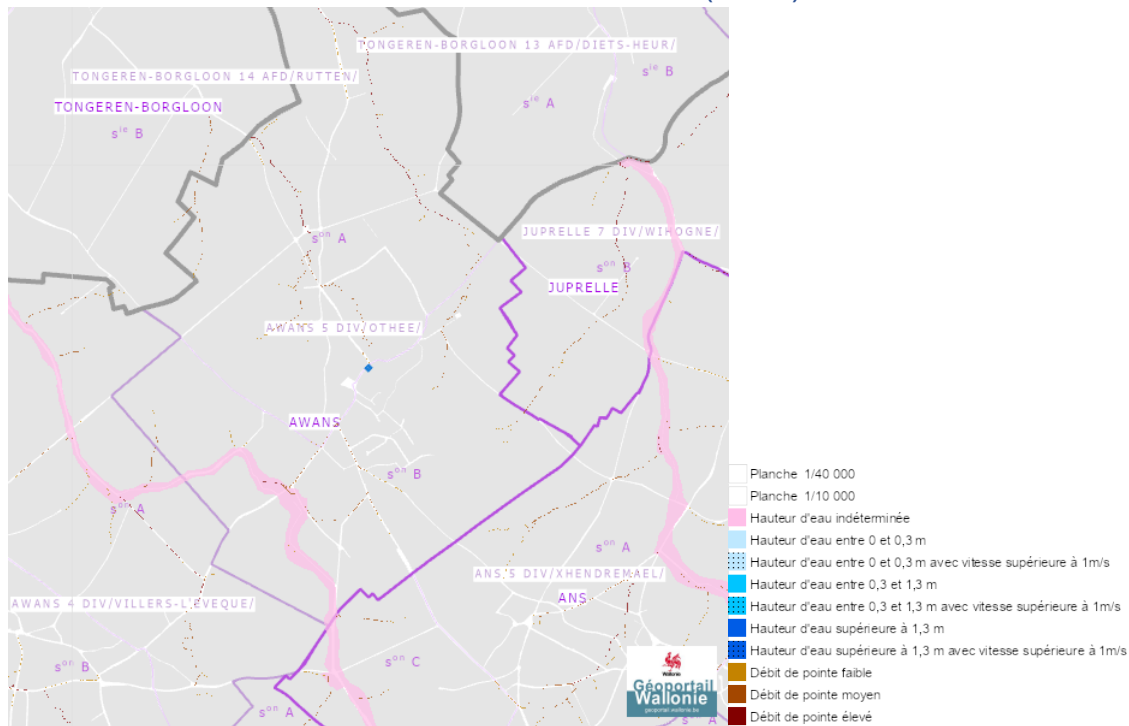 TONGEREN-BORGLOON 13 AFD/DIETS-HEUR/
TONGEREN-BORGLOON 14 AFD/RUTTEN/
sie B
TONGEREN-BORGLOON
sie A
sie B
son A
JUPRELLE 7 DIV/WIHOGNE/
son B
JUPRELLE
AWANS 5 DIV/OTHEE/
AWANS
son B
son A
son A
ANS 5 DIV/XHENDREMAEL/
AWANS 4 DIV/VILLERS-L'EVEQUE/
ANS
son B
son C
son A
s A
Wallonie
Géoportail
Wallonie
geoportail.wallonie.be
Planche 1/40 000
Planche 1/10 000
Hauteur d'eau indéterminée
Hauteur d'eau entre 0 et 0,3 m
Hauteur d'eau entre 0 et 0,3 m avec vitesse supérieure à 1m/s
Hauteur d'eau entre 0,3 et 1,3 m
Hauteur d'eau entre 0,3 et 1,3 m avec vitesse supérieure à 1m/s
Hauteur d'eau supérieure à 1,3 m
Hauteur d'eau supérieure à 1,3 m avec vitesse supérieure à 1m/s
Débit de pointe faible
Débit de pointe moyen
Débit de pointe élevé